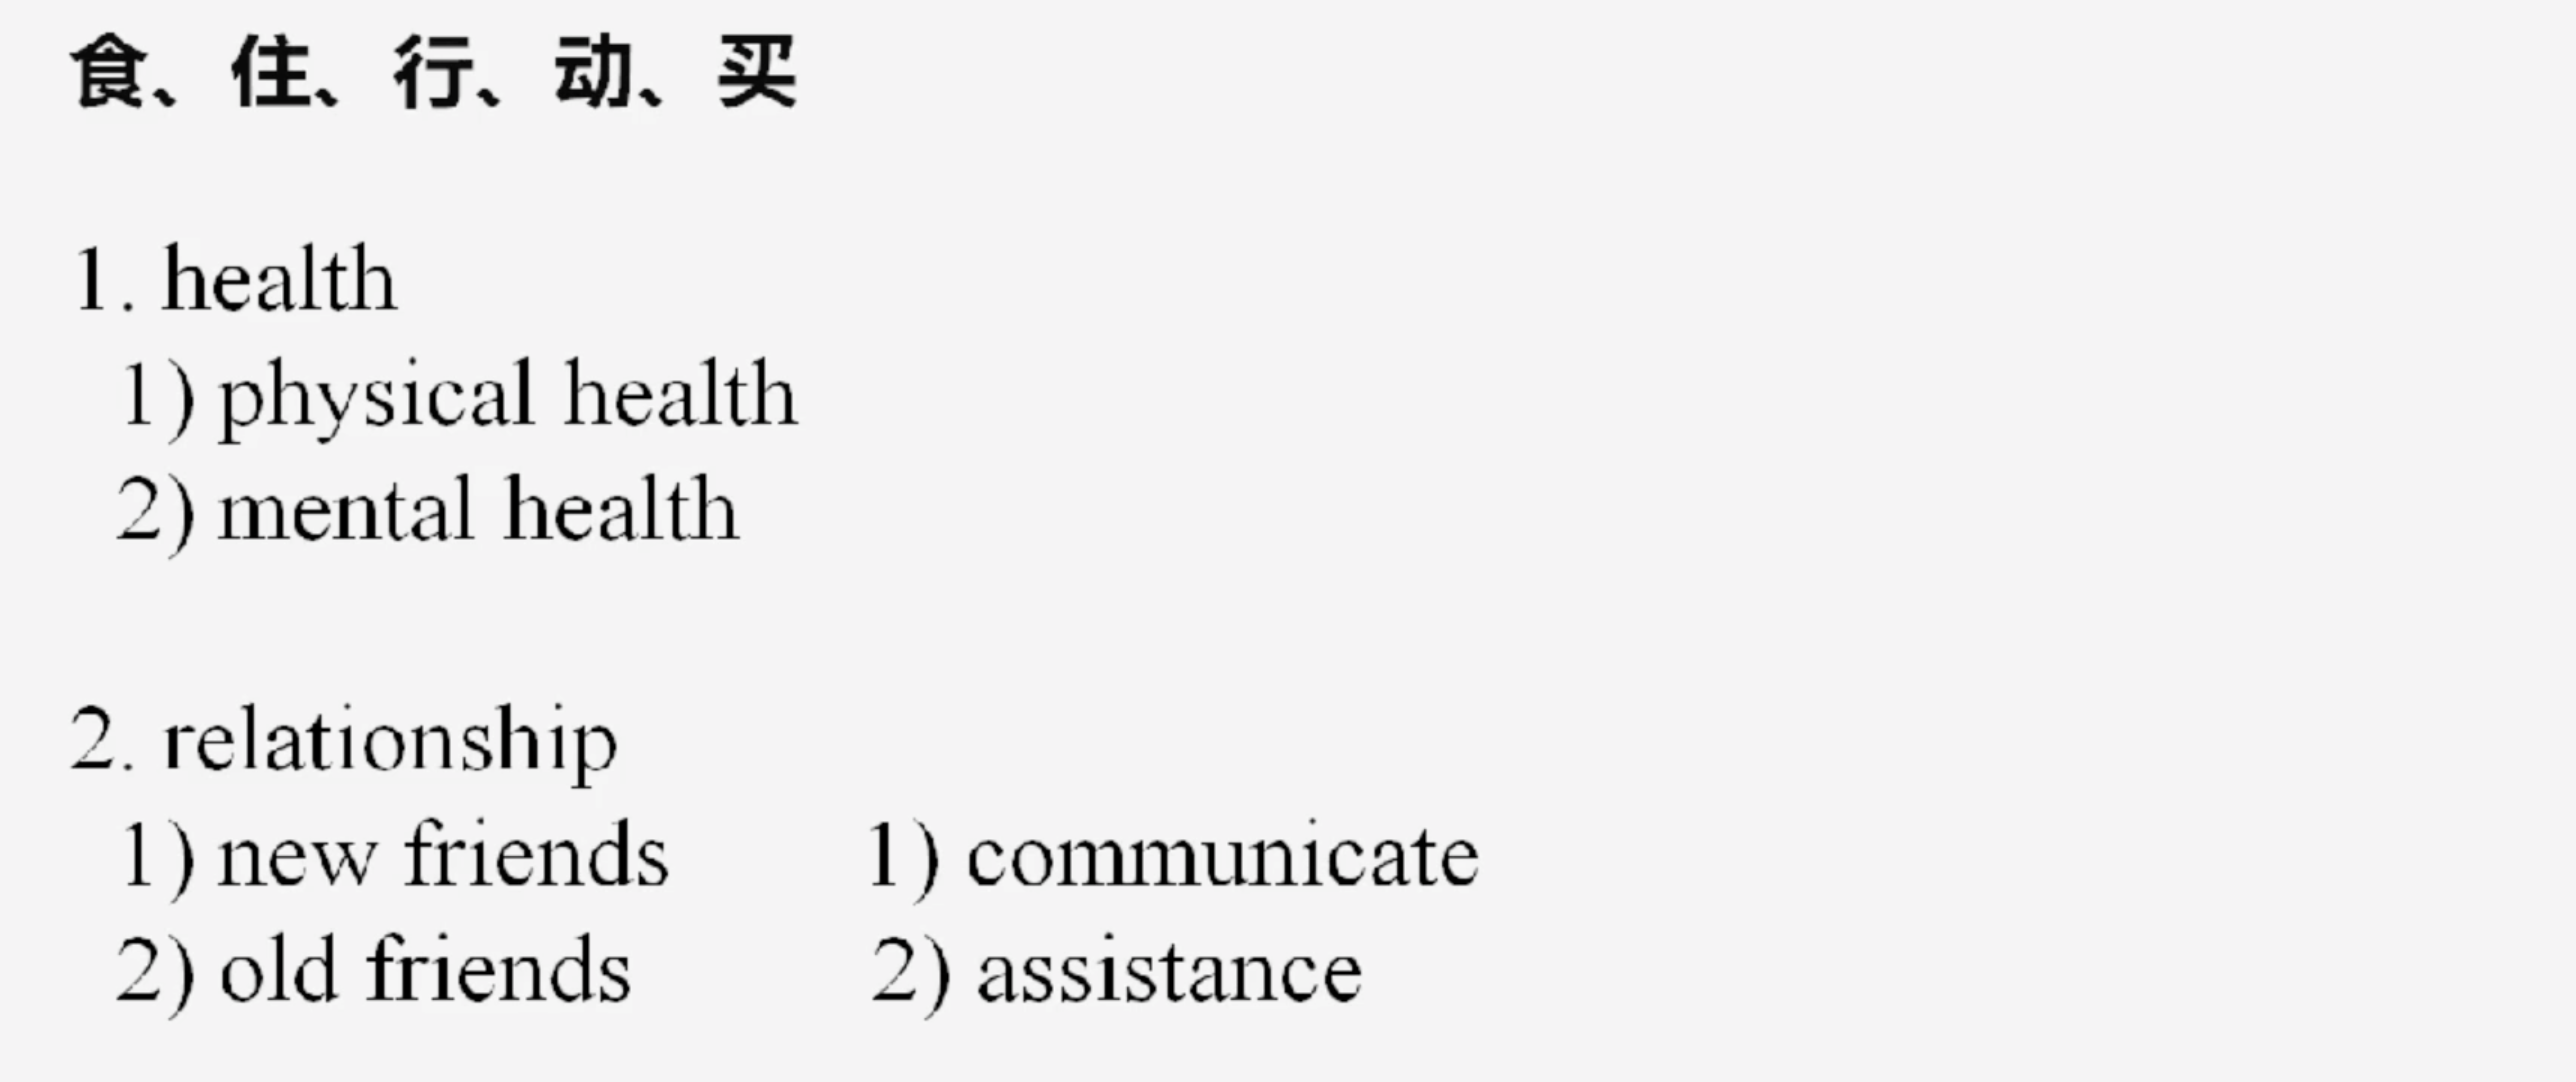 食、住、行、动、买
1. health
1) physical health
2) mental health
2. relationship
1) new friends 1) communicate
2) old friends 2) assistance